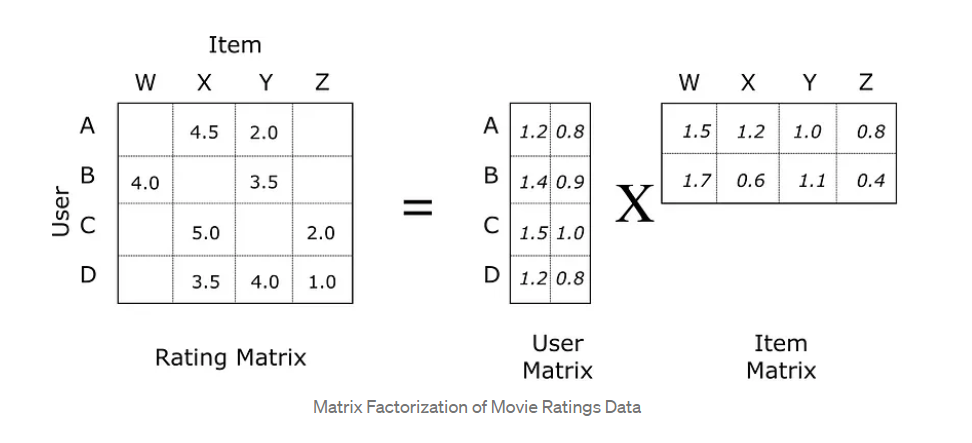 Item
W X Y Z W X Y Z
A 4.5 2.0 A 1.2 0.8 1.5 1.2 1.0 0.8
B 4.0 3.5 B 1.4 0.9 1.7 0.6 1.1 0.4
User = X
C 5.0 2.0 C 1.5 1.0
D 3.5 4.0 1.0 D 1.2 0.8
Rating Matrix
User
Matrix
Item
Matrix
Matrix Factorization of Movie Ratings Data